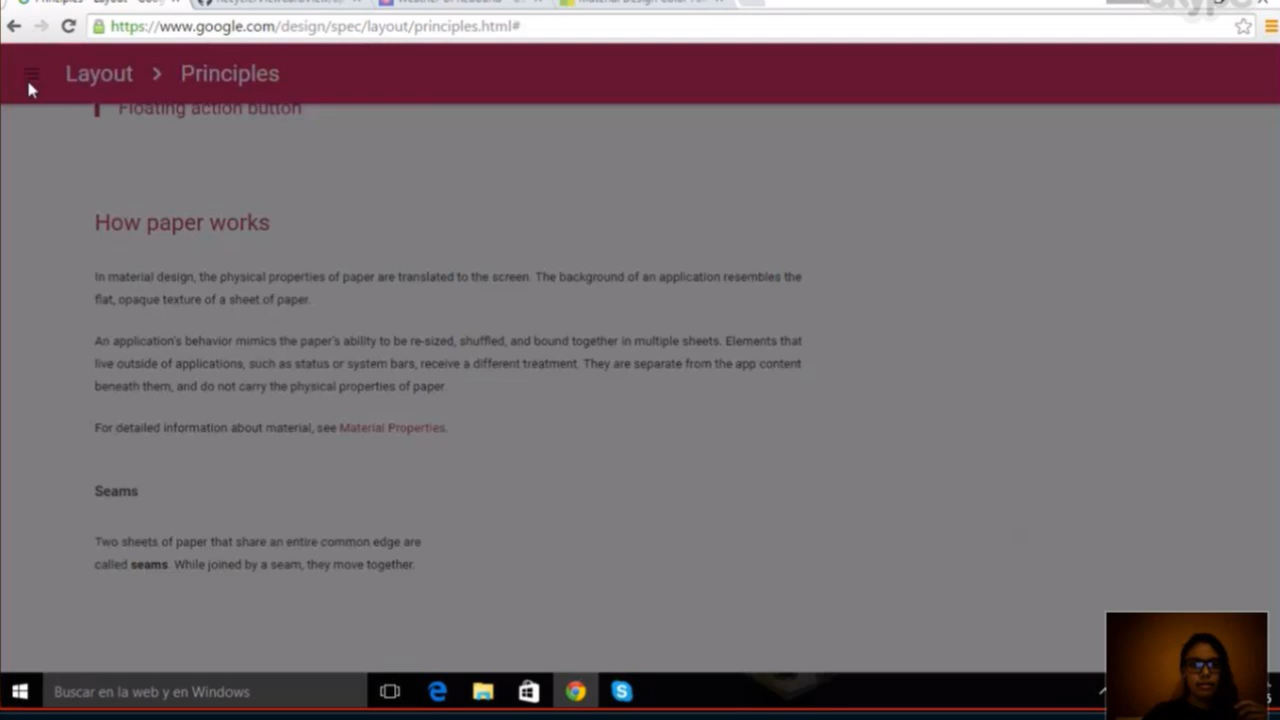 https://www.google.com/design/spec/layout/principles.html#
Layout > Principles
Floating action button
How paper works
In material design, the physical properties of paper are translated to the screen. The background of an application resembles the
flat, opaque texture of a sheet of paper.
An application's behavior mimics the paper's ability to be re-sized, shuffled, and bound together in multiple sheets. Elements that
live outside of applications, such as status or system bars, receive a different treatment. They are separate from the app content
beneath them, and do not carry the physical properties of paper.
For detailed information about material, see Material Properties.
Seams
Two sheets of paper that share an entire common edge are
called seams. While joined by a seam, they move together.
Buscar en la web y en Windows